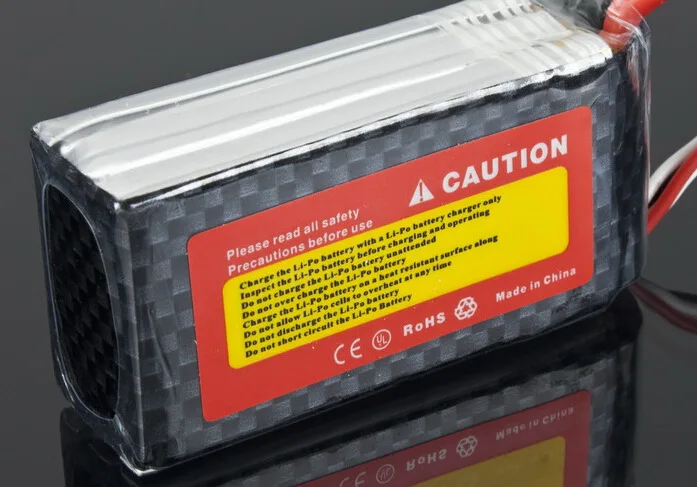 CAUTION
Please read all safety
Precautions before use
Charge the Li-Po battery with a Li-Po battery charger only
Inspect the Li-Po battery before charging and operating
Do not charge the Li-Po battery unattended
Do not over charge the Li-Po battery
Charge the Li-Po battery on a heat resistant surface along
Do not allow Li-Po cells to overheat at any time
Do not discharge the Li-Po battery
Do not short circuit the Li-Po Battery
CE UL RoHS Made in China